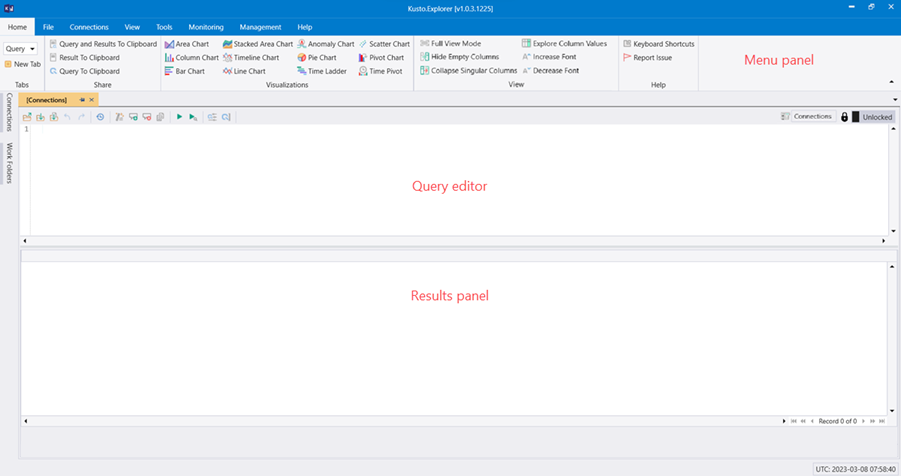 Kusto.Explorer [v1.0.3.1225]
Home File Connections View Tools Monitoring Management Help
Query Query and Results To Clipboard Area Chart Stacked Area Chart Anomaly Chart Scatter Chart Full View Mode Explore Column Values Keyboard Shortcuts
New Tab Result To Clipboard Column Chart Timeline Chart Pie Chart Pivot Chart Hide Empty Columns Increase Font Report Issue
Query To Clipboard Bar Chart Line Chart Time Ladder Time Pivot Collapse Singular Columns Decrease Font
Menu panel
Tabs Share Visualizations View Help
Connections
Work Folders
[Connections]
Connections Unlocked
1
Query editor
Results panel
Record 0 of 0
UTC: 2023-03-08 07:58:40